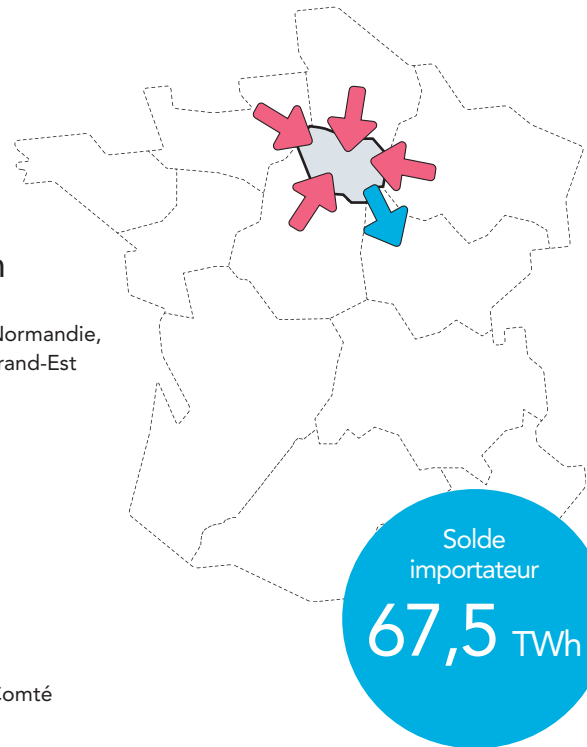 Normandie,
rand-Est
Solde
importateur
67,5 TWh
Comté